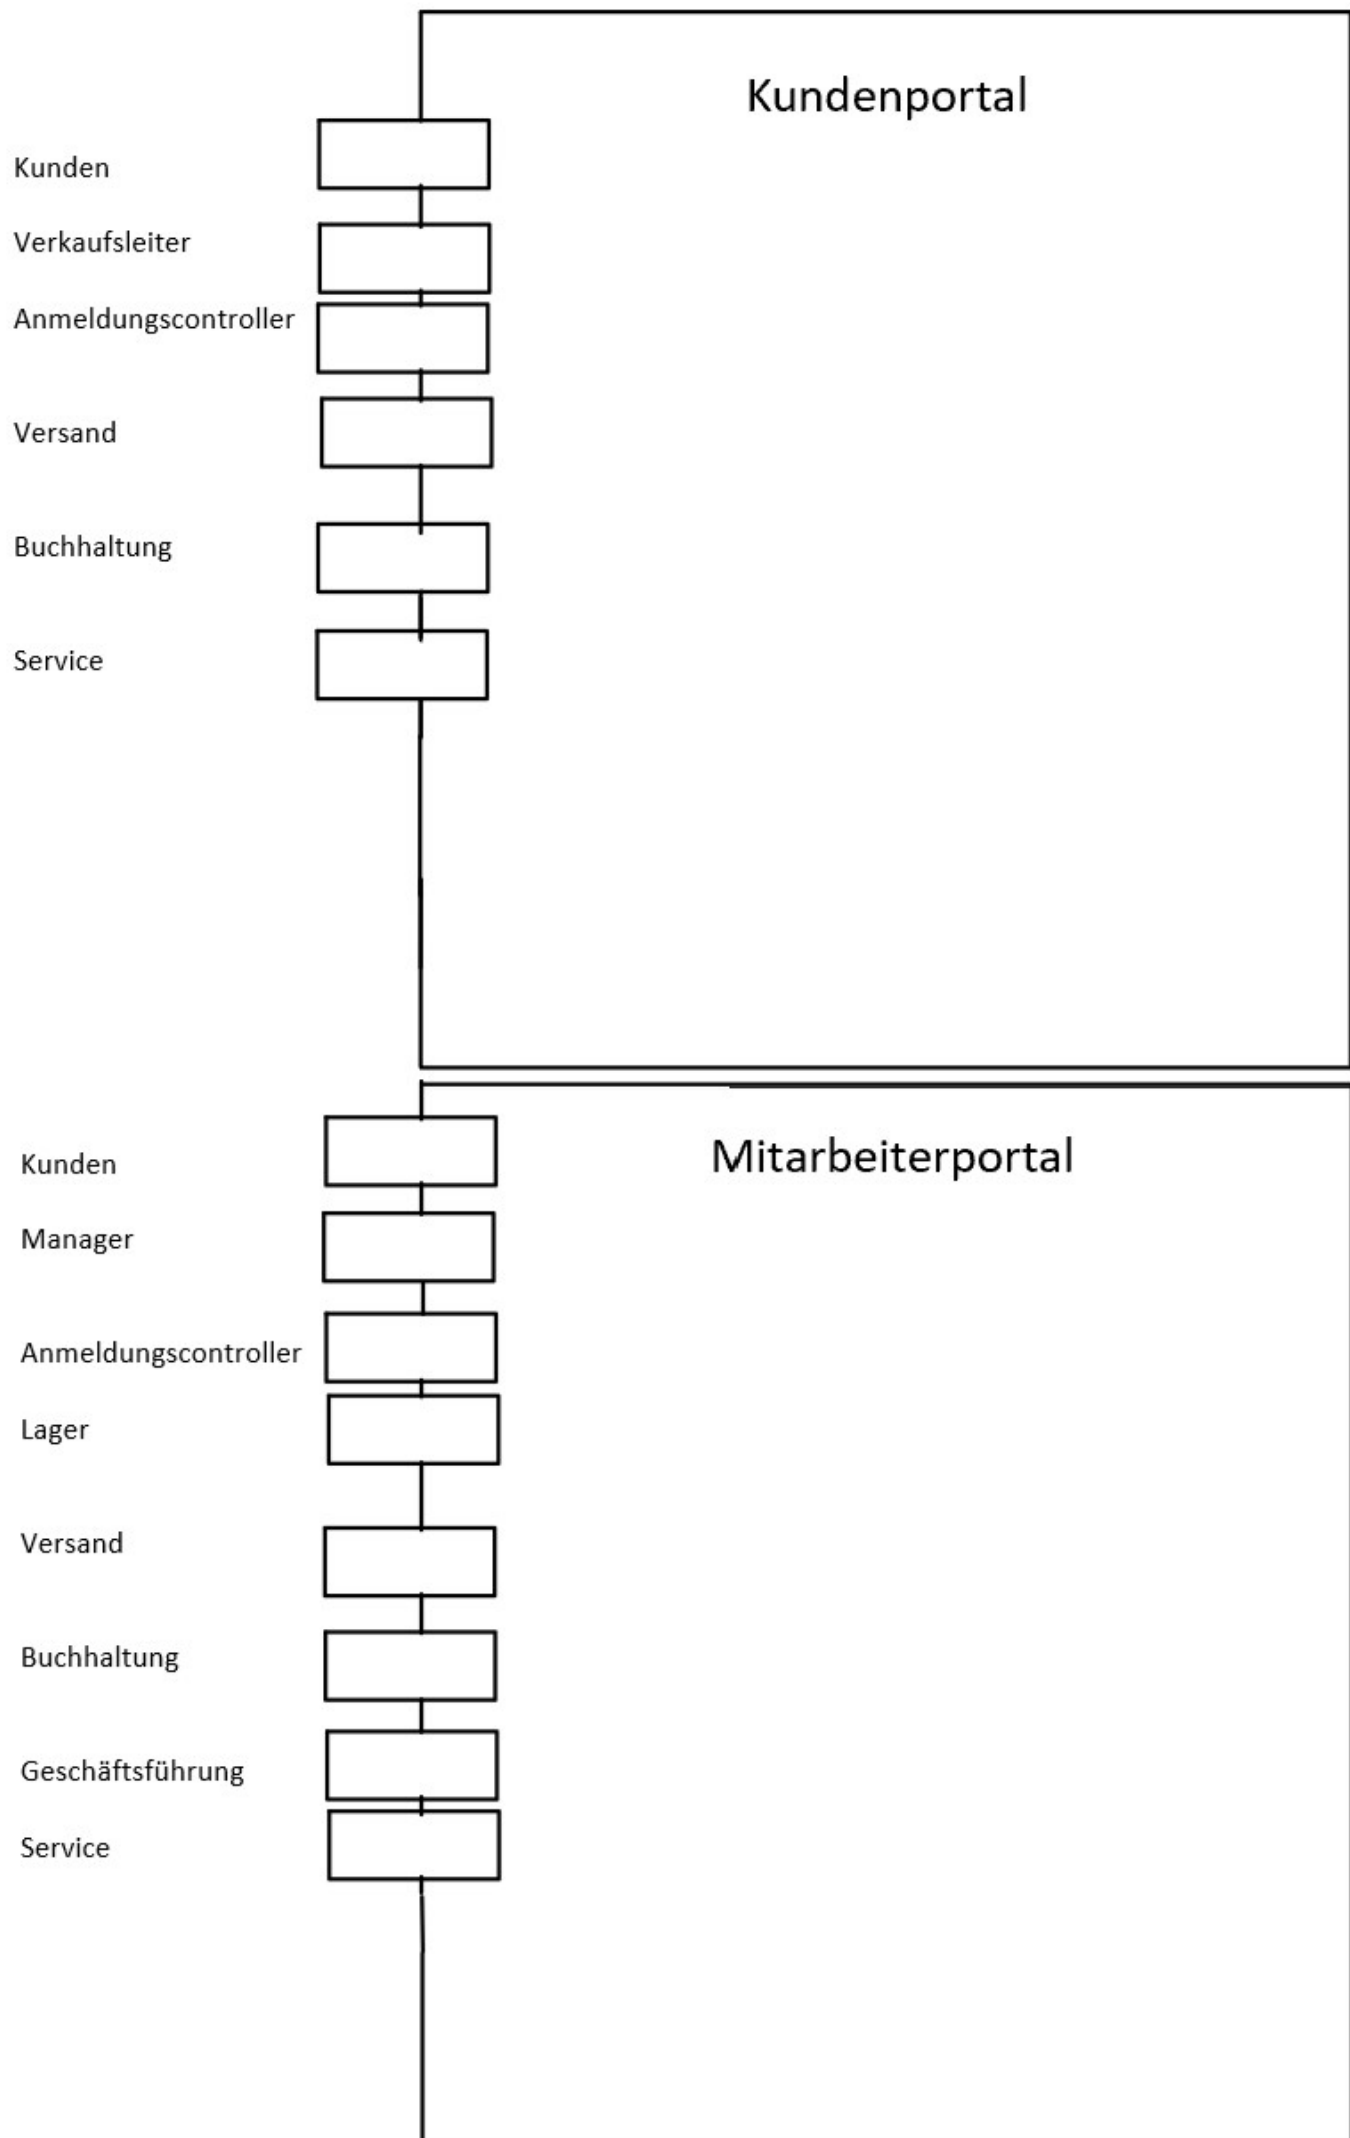 Kundenportal
Kunden
Verkaufsleiter
Anmeldungscontroller
Versand
Buchhaltung
Service
Mitarbeiterportal
Kunden
Manager
Anmeldungscontroller
Lager
Versand
Buchhaltung
Geschäftsführung
Service